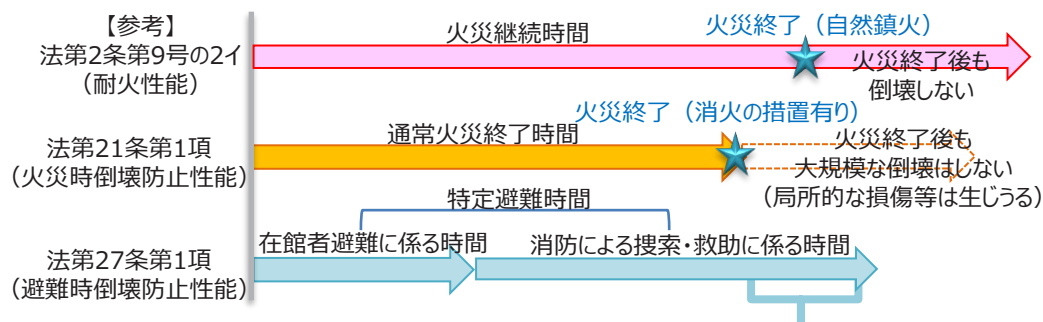 【参考】
法第2条第9号の2イ
（耐火性能）
火災継続時間
火災終了（自然鎮火）
火災終了後も
倒壊しない
法第21条第1項
（火災時倒壊防止性能）
通常火災終了時間
火災終了（消火の措置有り）
火災終了後も
大規模な倒壊はしない
（局所的な損傷等は生じうる）
法第27条第1項
（避難時倒壊防止性能）
特定避難時間
在館者避難に係る時間
消防による捜索・救助に係る時間